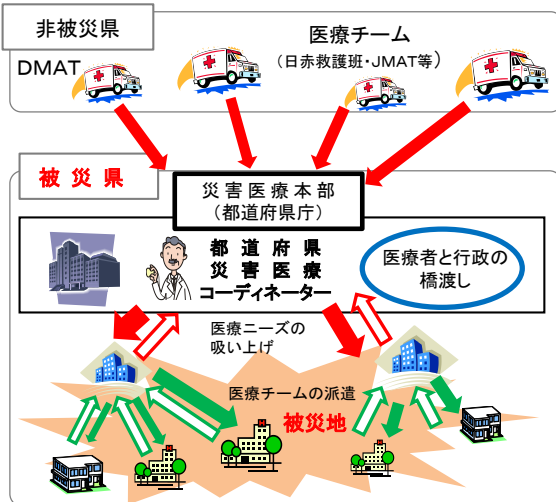 非被災県
医療チーム
(日赤救護班・JMAT等)
DMAT
被災県
災害医療本部
(都道府県庁)
都道府県
災害医療
コーディネーター
医療者と行政の
橋渡し
医療ニーズの
吸い上げ
医療チームの派遣
被災地